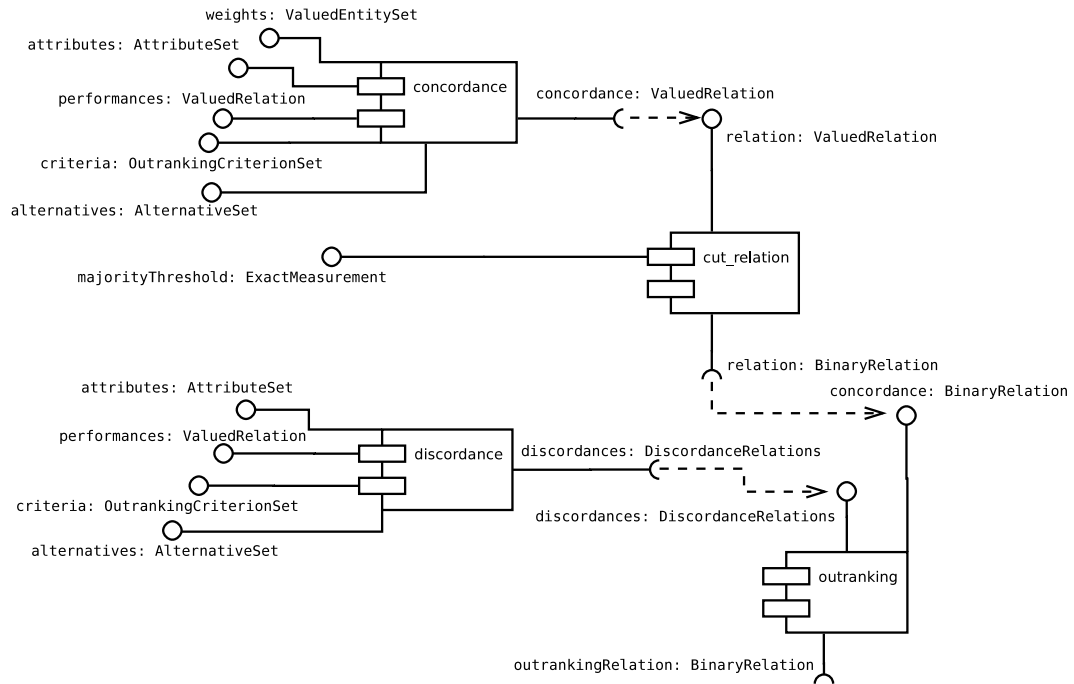 weights: ValuedEntitySet
attributes: AttributeSet
concordance
performances: ValuedRelation
concordance: ValuedRelation
relation: ValuedRelation
criteria: OutrankingCriterionSet
alternatives: AlternativeSet
cut_relation
majorityThreshold: ExactMeasurement
relation: BinaryRelation
attributes: AttributeSet
concordance: BinaryRelation
performances: ValuedRelation
discordance
discordances: DiscordanceRelations
criteria: OutrankingCriterionSet
discordances: DiscordanceRelations
alternatives: AlternativeSet
outranking
outrankingRelation: BinaryRelation